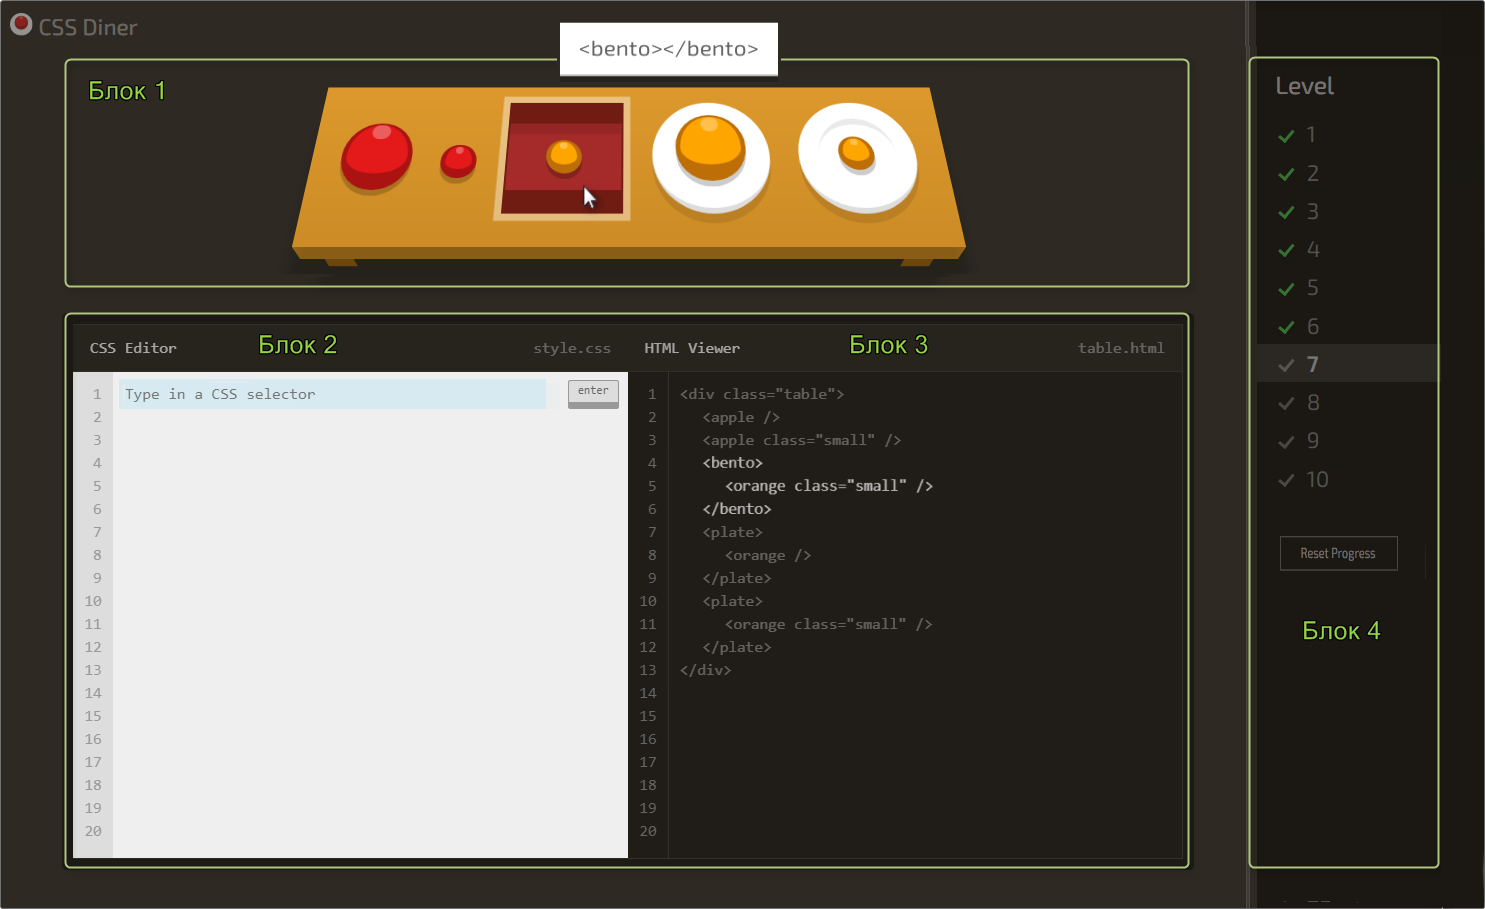 CSS Diner
<bento></bento>
Блок 1
CSS Editor
Блок 2
style.css
1 Type in a CSS selector
enter
2
3
4
5
6
7
8
9
10
11
12
13
14
15
16
17
18
19
20
HTML Viewer
Блок 3
table.html
1 <div class="table">
2 <apple />
3 <apple class="small" />
4 <bento>
5 <orange class="small" />
6 </bento>
7 <plate>
8 <orange />
9 </plate>
10 <plate>
11 <orange class="small" />
12 </plate>
13 </div>
14
15
16
17
18
19
20
Level
1
2
3
4
5
6
7
8
9
10
Reset Progress
Блок 4